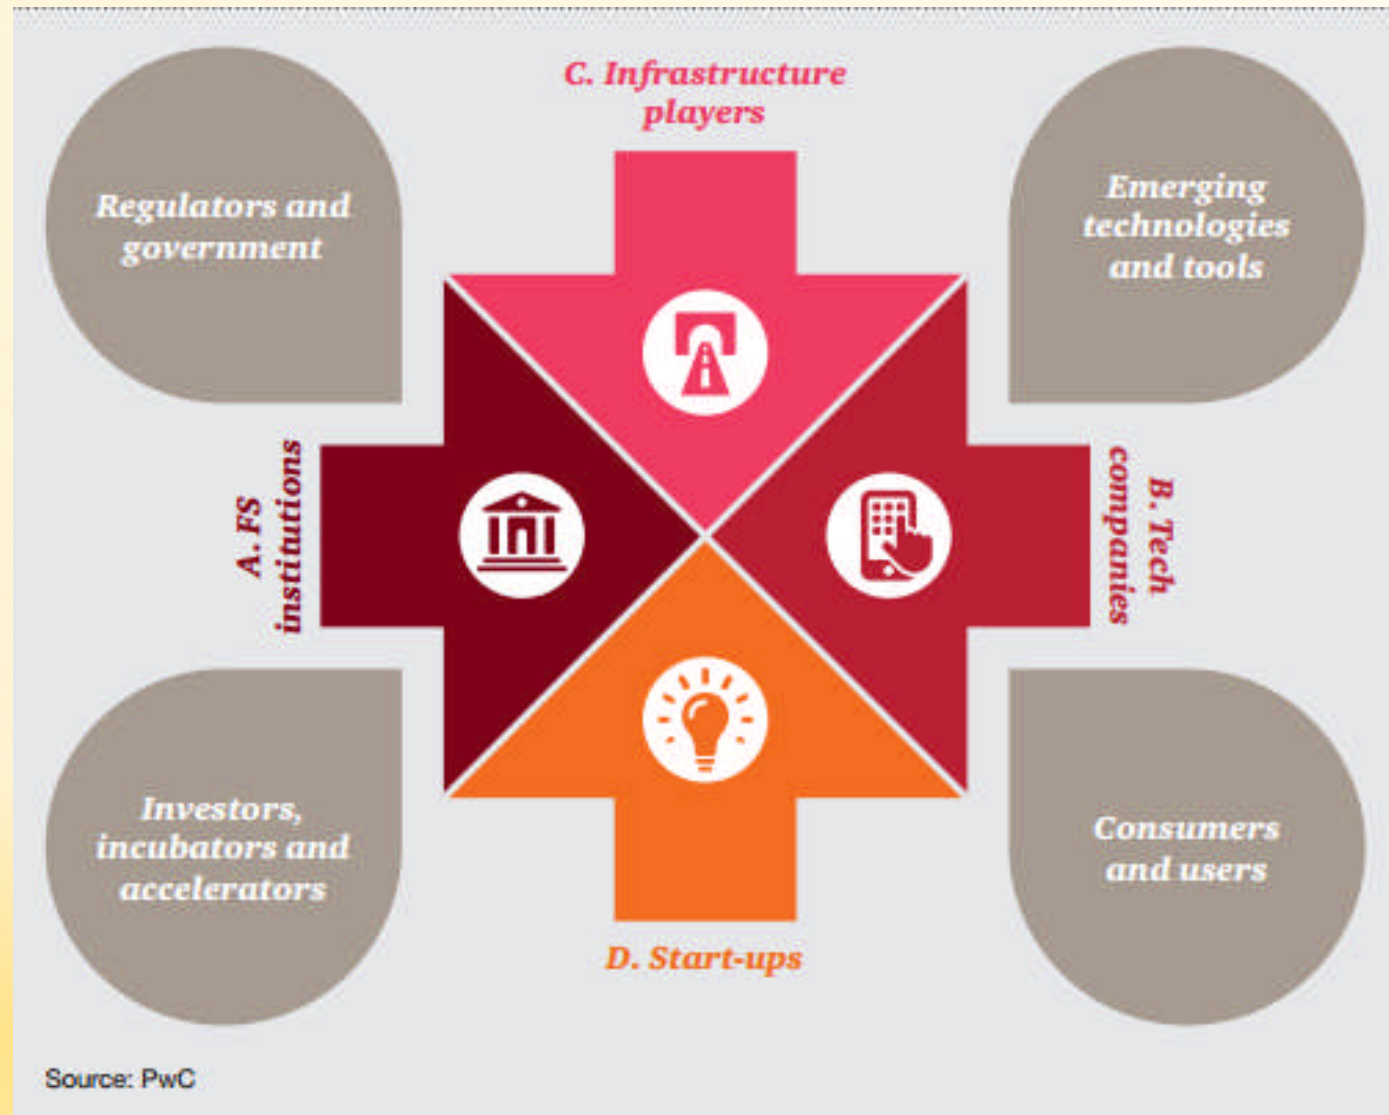 C. Infrastructure
players
Regulators and
government
Emerging
technologies
and tools
A. FS
institutions
B. Tech
companies
Investors,
incubators and
accelerators
Consumers
and users
D. Start-ups
Source: PwC